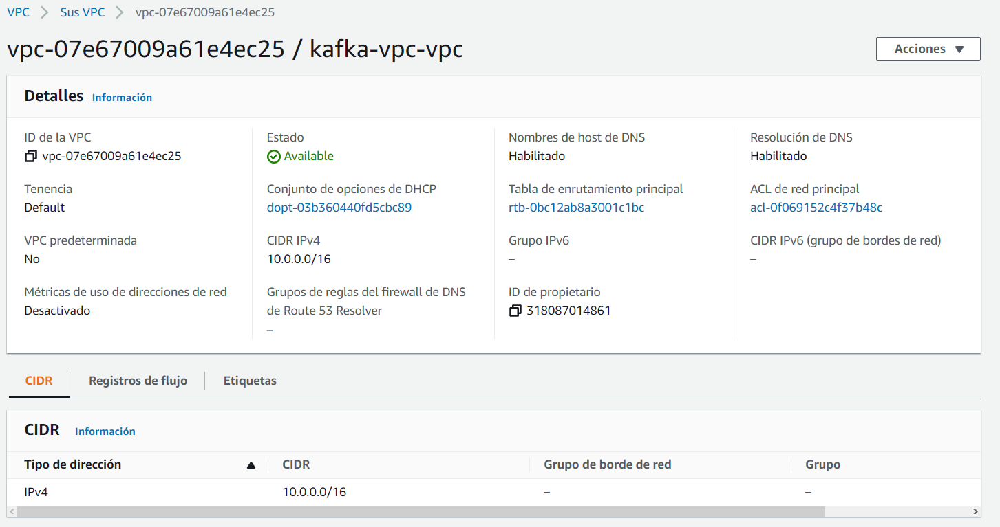 VPC > Sus VPC > vpc-07e67009a61e4ec25
vpc-07e67009a61e4ec25 / kafka-vpc-vpc
Acciones
Detalles Información
ID de la VPC
vpc-07e67009a61e4ec25
Estado
Available
Nombres de host de DNS
Habilitado
Resolución de DNS
Habilitado
Tenencia
Default
Conjunto de opciones de DHCP
dopt-03b360440fd5cbc89
Tabla de enrutamiento principal
rtb-0bc12ab8a3001c1bc
ACL de red principal
acl-0f069152c4f37b48c
VPC predeterminada
No
CIDR IPv4
10.0.0.0/16
Grupo IPv6
–
CIDR IPv6 (grupo de bordes de red)
–
Métricas de uso de direcciones de red
Desactivado
Grupos de reglas del firewall de DNS
de Route 53 Resolver
–
ID de propietario
318087014861
CIDR Registros de flujo Etiquetas
CIDR Información
Tipo de dirección CIDR Grupo de borde de red Grupo
IPv4 10.0.0.0/16 – –